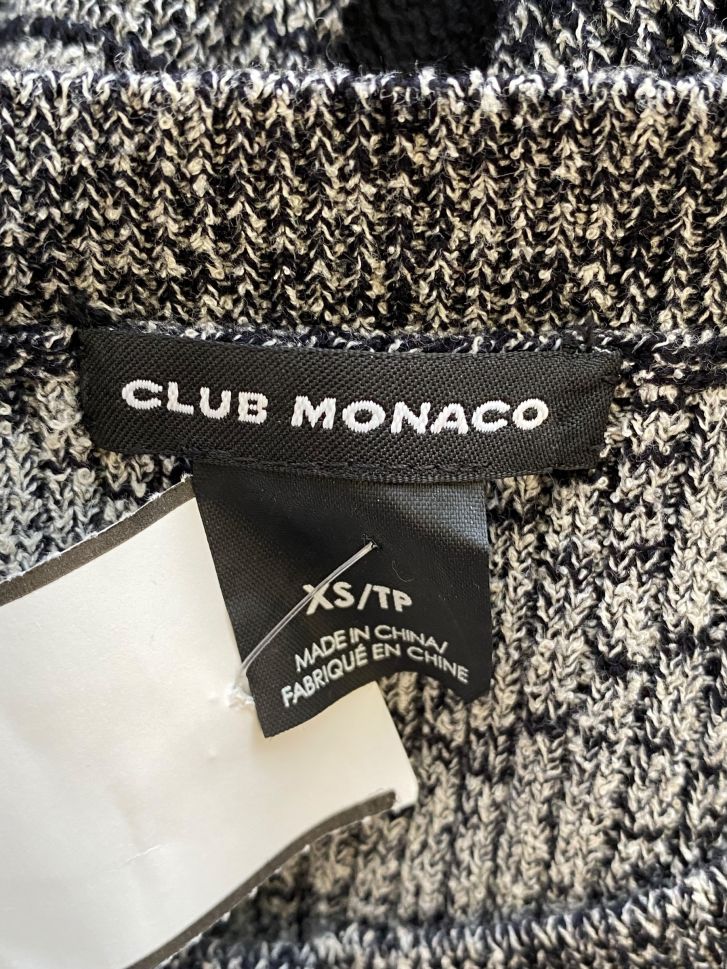 CLUB MONACO
XS/TP
MADE IN CHINA/
FABRIQUÉ EN CHINE